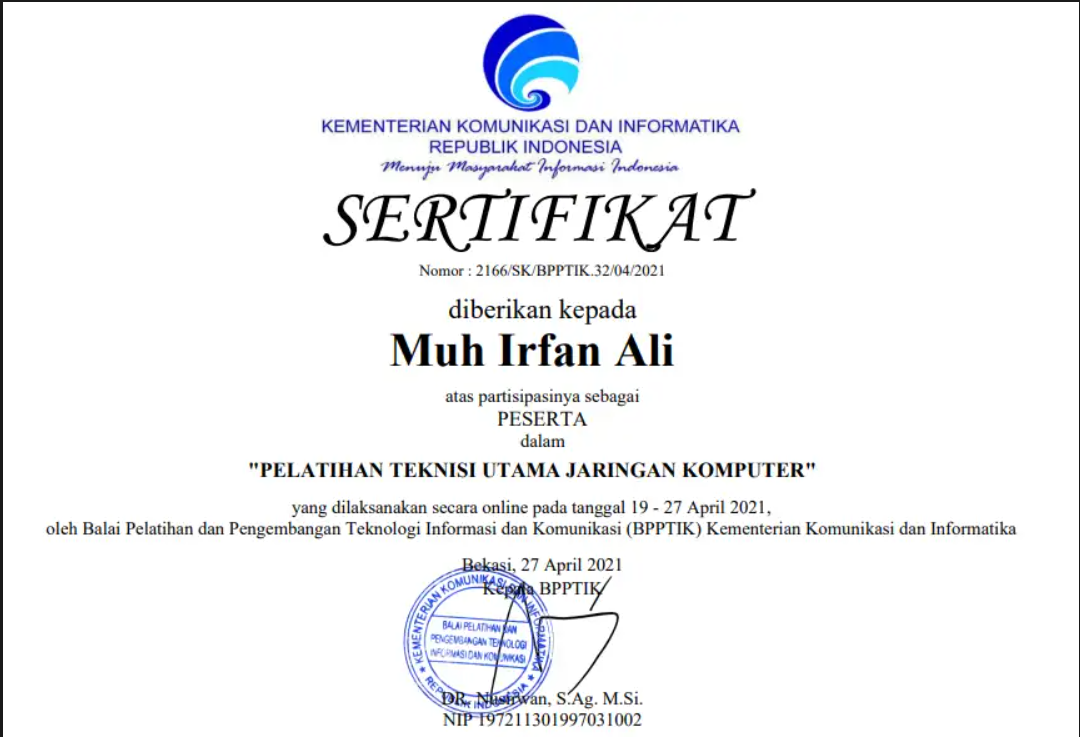 KEMENTERIAN KOMUNIKASI DAN INFORMATIKA
REPUBLIK INDONESIA
Menuju Masyarakat Informasi Indonesia
SERTIFIKAT
Nomor : 2166/SK/BPPTIK.32/04/2021
diberikan kepada
Muh Irfan Ali
atas partisipasinya sebagai
PESERTA
dalam
"PELATIHAN TEKNISI UTAMA JARINGAN KOMPUTER"
yang dilaksanakan secara online pada tanggal 19 - 27 April 2021,
oleh Balai Pelatihan dan Pengembangan Teknologi Informasi dan Komunikasi (BPPTIK) Kementerian Komunikasi dan Informatika
Bekasi, 27 April 2021
Kepala BPPTIK
KEMENTERIAN KOMUNIKASI DAN INFORMATIKA
BALAI PELATIHAN DAN
PENGEMBANGAN TEKNOLOGI
INFORMASI DAN KOMUNIKASI
REPUBLIK INDONESIA
DR. Nusirwan, S.Ag. M.Si.
NIP 197211301997031002